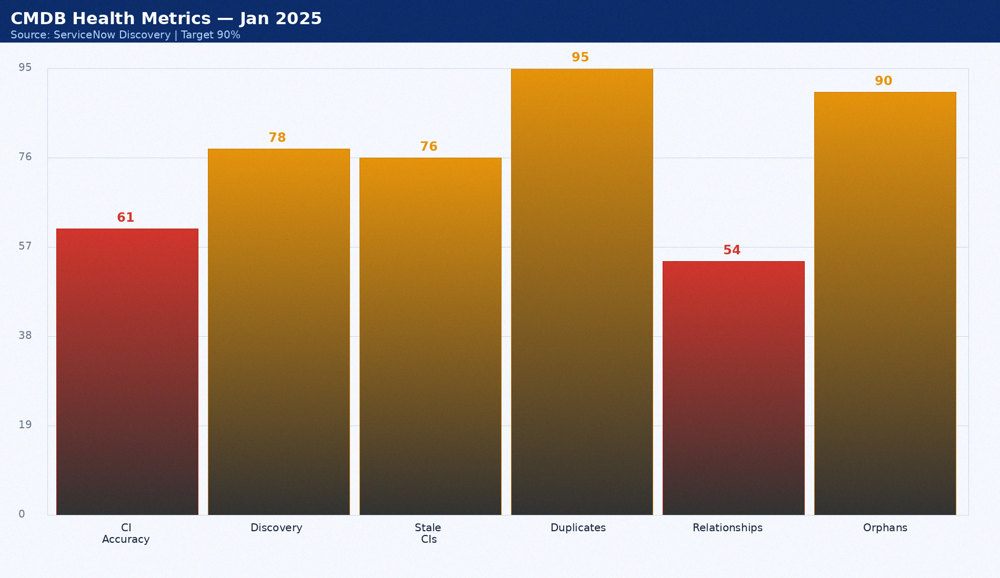 CMDB Health Metrics — Jan 2025
Source: ServiceNow Discovery | Target 90%
95
76
57
38
19
0
61
78
76
95
54
90
CI
Accuracy
Discovery
Stale
CIs
Duplicates
Relationships
Orphans